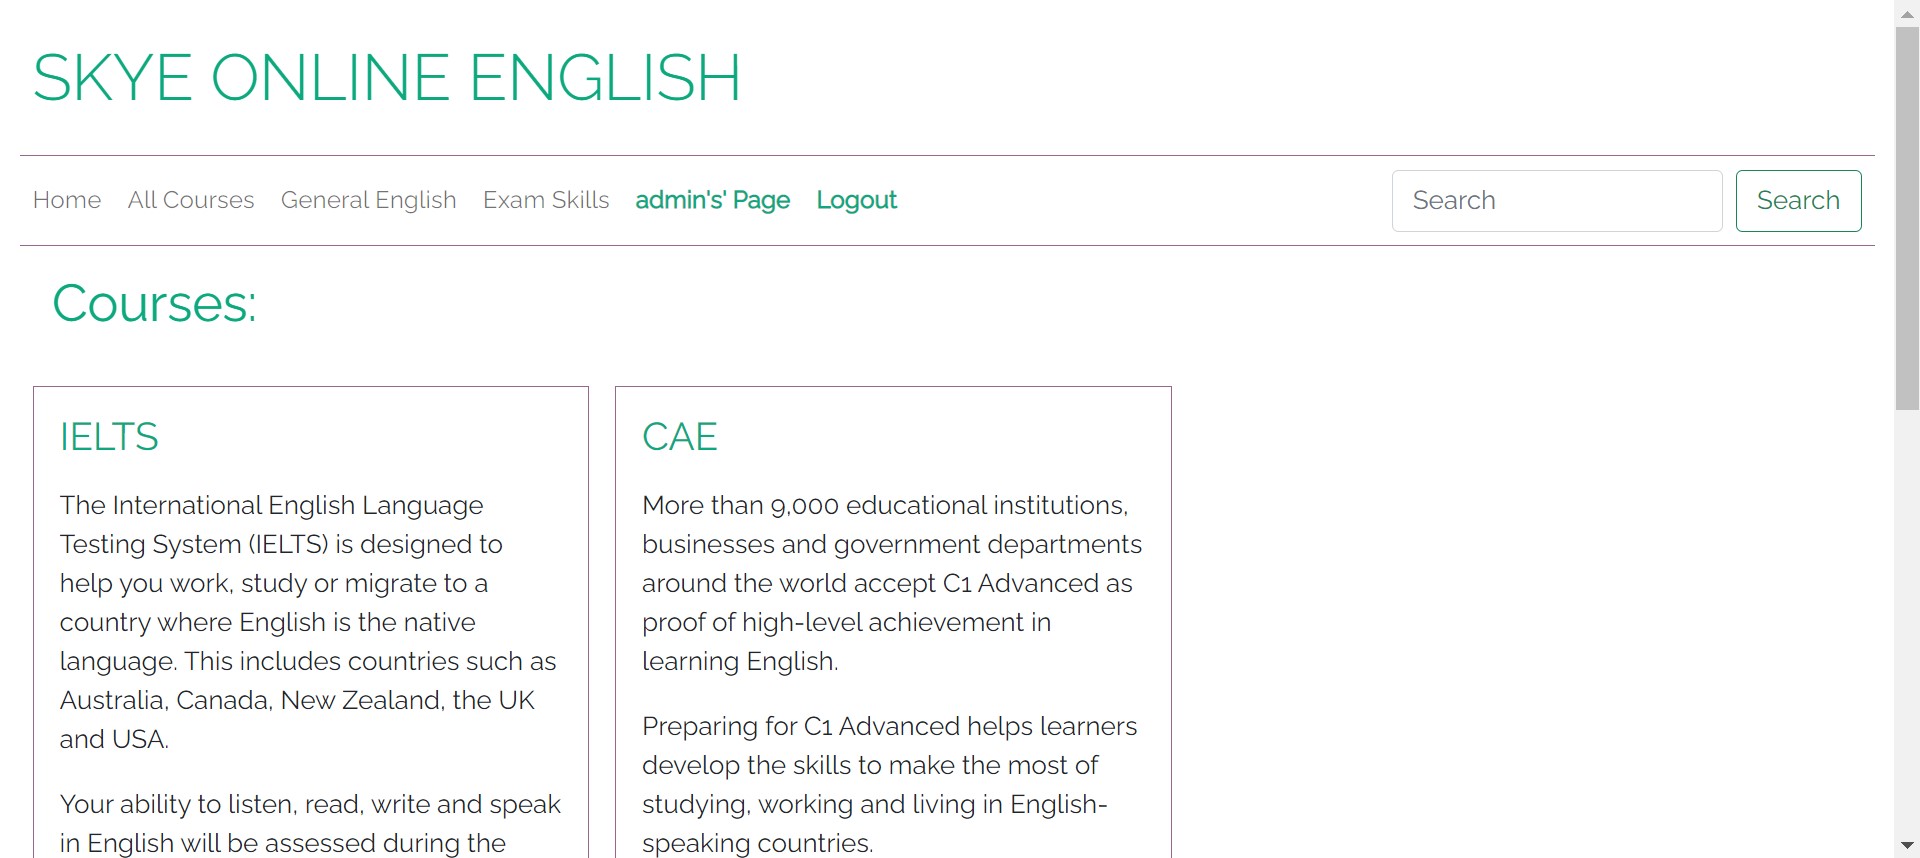 SKYE ONLINE ENGLISH
Home All Courses General English Exam Skills admin's' Page Logout Search Search
Courses:
IELTS
The International English Language
Testing System (IELTS) is designed to
help you work, study or migrate to a
country where English is the native
language. This includes countries such as
Australia, Canada, New Zealand, the UK
and USA.
Your ability to listen, read, write and speak
in English will be assessed during the
CAE
More than 9,000 educational institutions,
businesses and government departments
around the world accept C1 Advanced as
proof of high-level achievement in
learning English.
Preparing for C1 Advanced helps learners
develop the skills to make the most of
studying, working and living in English-
speaking countries.